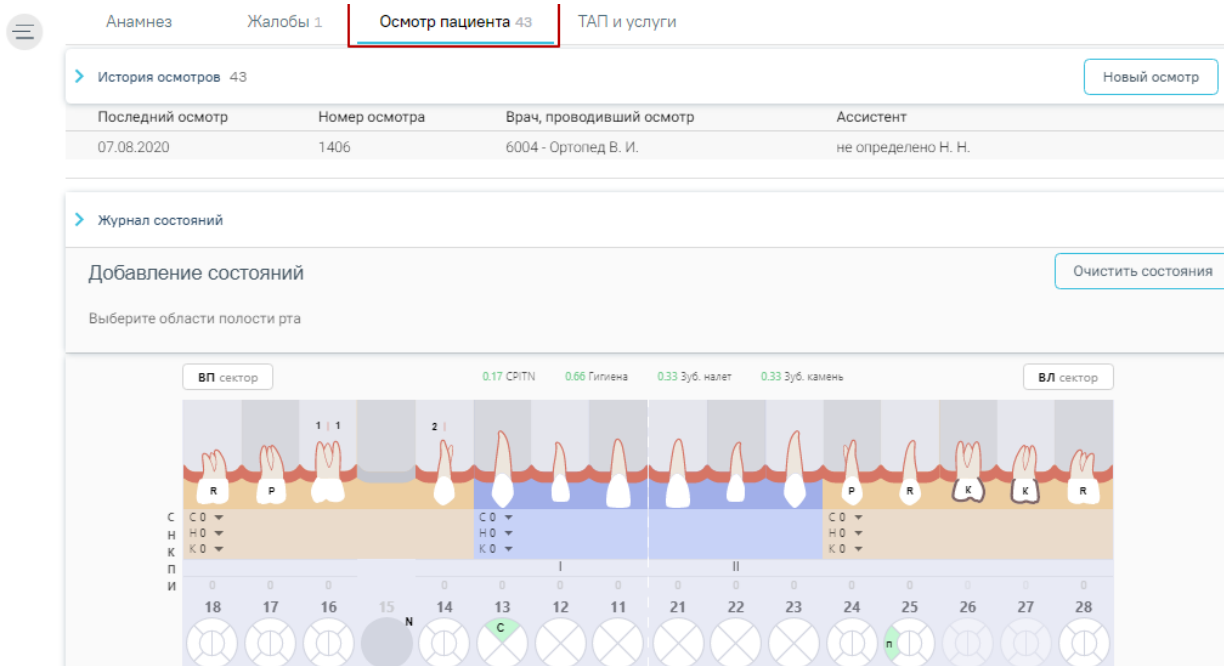 Анамнез Жалобы 1 Осмотр пациента 43 ТАП и услуги
История осмотров 43 Новый осмотр
Последний осмотр Номер осмотра Врач, проводивший осмотр Ассистент
07.08.2020 1406 6004 - Ортопед В. И. не определено Н. Н.
Журнал состояний
Добавление состояний Очистить состояния
Выберите области полости рта
ВП сектор 0.17 CPITN 0.66 Гигиена 0.33 Зуб. налет 0.33 Зуб. камень ВЛ сектор
1 | 1 2 |
R P P R K K R
С С 0 С 0 С 0
Н Н 0 Н 0 Н 0
К К 0 К 0 К 0
П I II
И 0 0 0 0 0 0 0 0 0 0 0 0 0 0 0
18 17 16 15 14 13 12 11 21 22 23 24 25 26 27 28
N С п